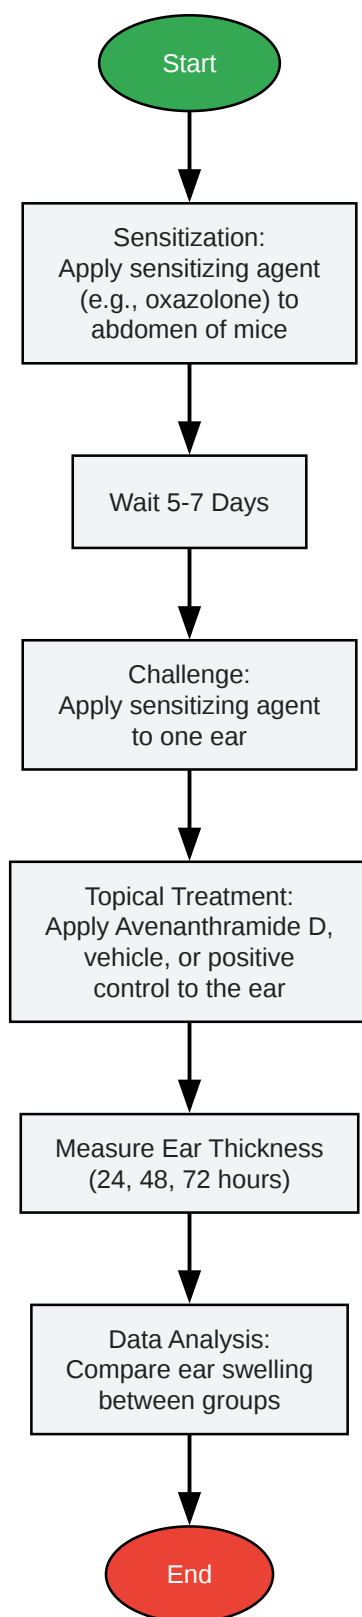 Start
Sensitization:
Apply sensitizing agent
(e.g., oxazolone) to
abdomen of mice
Wait 5-7 Days
Challenge:
Apply sensitizing agent
to one ear
Topical Treatment:
Apply Avenanthramide D,
vehicle, or positive
control to the ear
Measure Ear Thickness
(24, 48, 72 hours)
Data Analysis:
Compare ear swelling
between groups
End